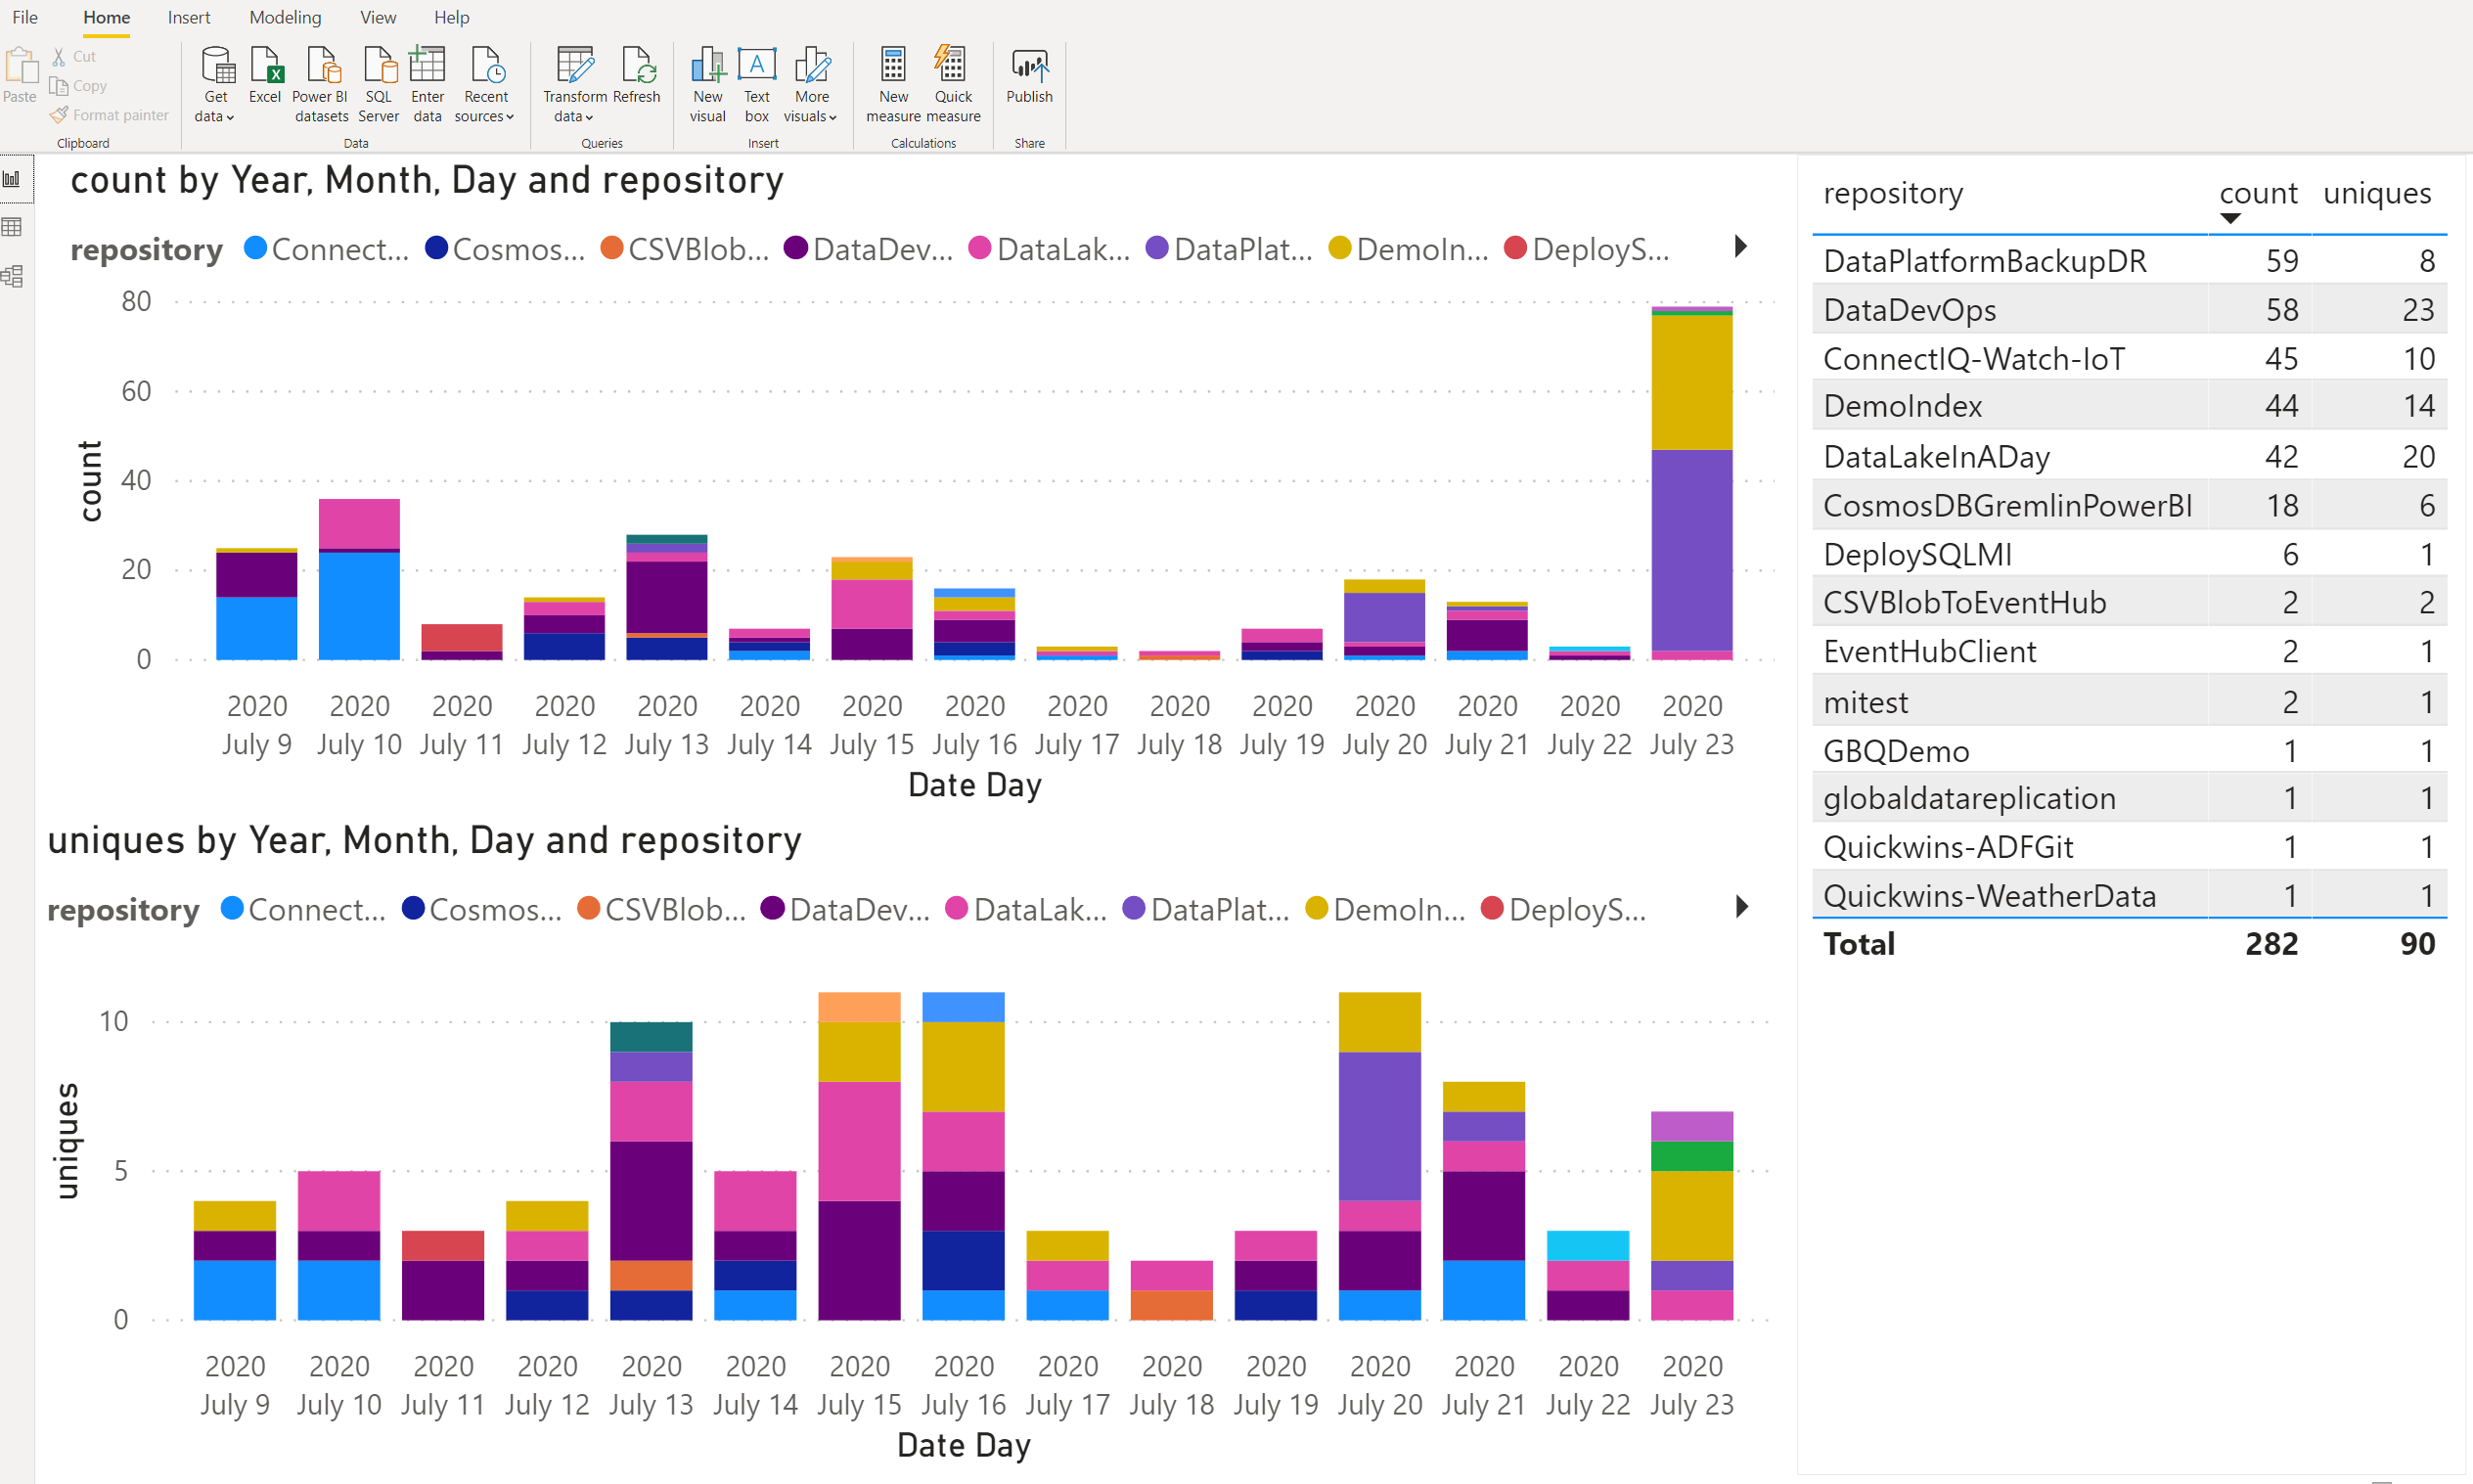 File Home Insert Modeling View Help
Paste
Cut
Copy
Format painter
Clipboard
Get data
Excel
Power BI datasets
SQL Server
Enter data
Recent sources
Data
Transform data
Refresh
Queries
New visual
Text box
More visuals
Insert
New measure
Quick measure
Calculations
Publish
Share
count by Year, Month, Day and repository
repository Connect... Cosmos... CSVBlob... DataDev... DataLak... DataPlat... DemoIn... DeployS...
count
80
60
40
20
0
2020 2020 2020 2020 2020 2020 2020 2020 2020 2020 2020 2020 2020 2020 2020
July 9 July 10 July 11 July 12 July 13 July 14 July 15 July 16 July 17 July 18 July 19 July 20 July 21 July 22 July 23
Date Day
uniques by Year, Month, Day and repository
repository Connect... Cosmos... CSVBlob... DataDev... DataLak... DataPlat... DemoIn... DeployS...
uniques
10
5
0
2020 2020 2020 2020 2020 2020 2020 2020 2020 2020 2020 2020 2020 2020 2020
July 9 July 10 July 11 July 12 July 13 July 14 July 15 July 16 July 17 July 18 July 19 July 20 July 21 July 22 July 23
Date Day
repository count uniques
DataPlatformBackupDR 59 8
DataDevOps 58 23
ConnectIQ-Watch-IoT 45 10
DemoIndex 44 14
DataLakeInADay 42 20
CosmosDBGremlinPowerBI 18 6
DeploySQLMI 6 1
CSVBlobToEventHub 2 2
EventHubClient 2 1
mitest 2 1
GBQDemo 1 1
globaldatareplication 1 1
Quickwins-ADFGit 1 1
Quickwins-WeatherData 1 1
Total 282 90